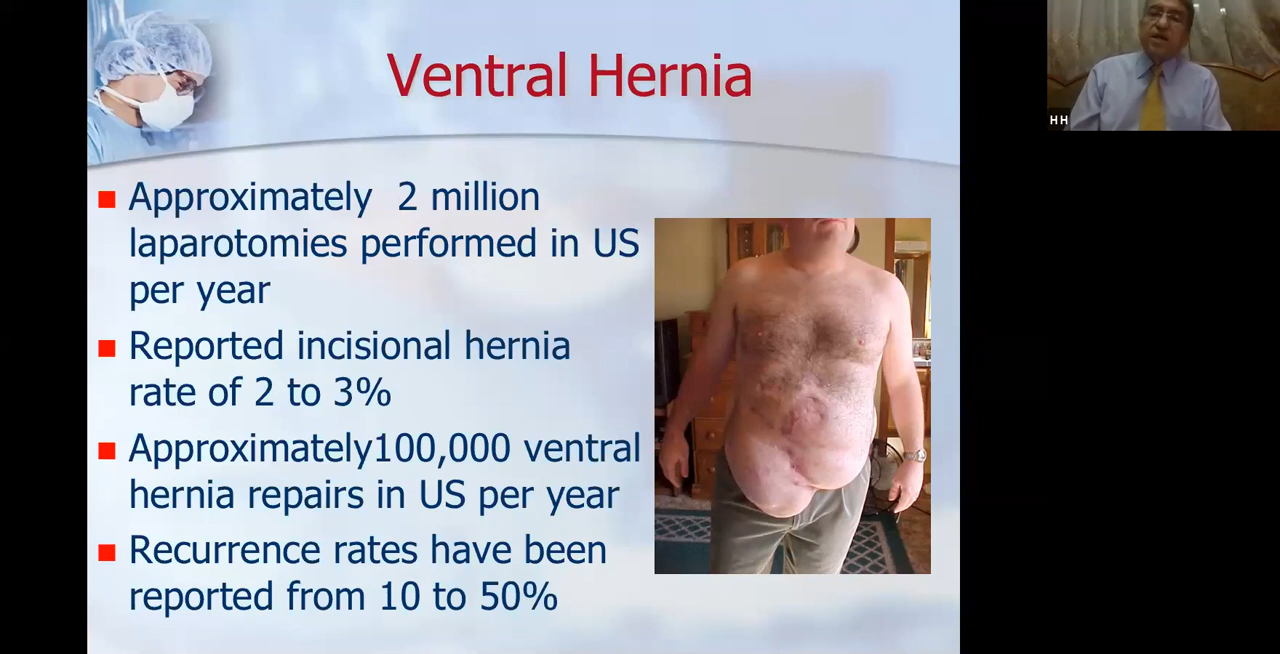 Ventral Hernia
Approximately 2 million
laparotomies performed in US
per year
Reported incisional hernia
rate of 2 to 3%
Approximately100,000 ventral
hernia repairs in US per year
Recurrence rates have been
reported from 10 to 50%
HH